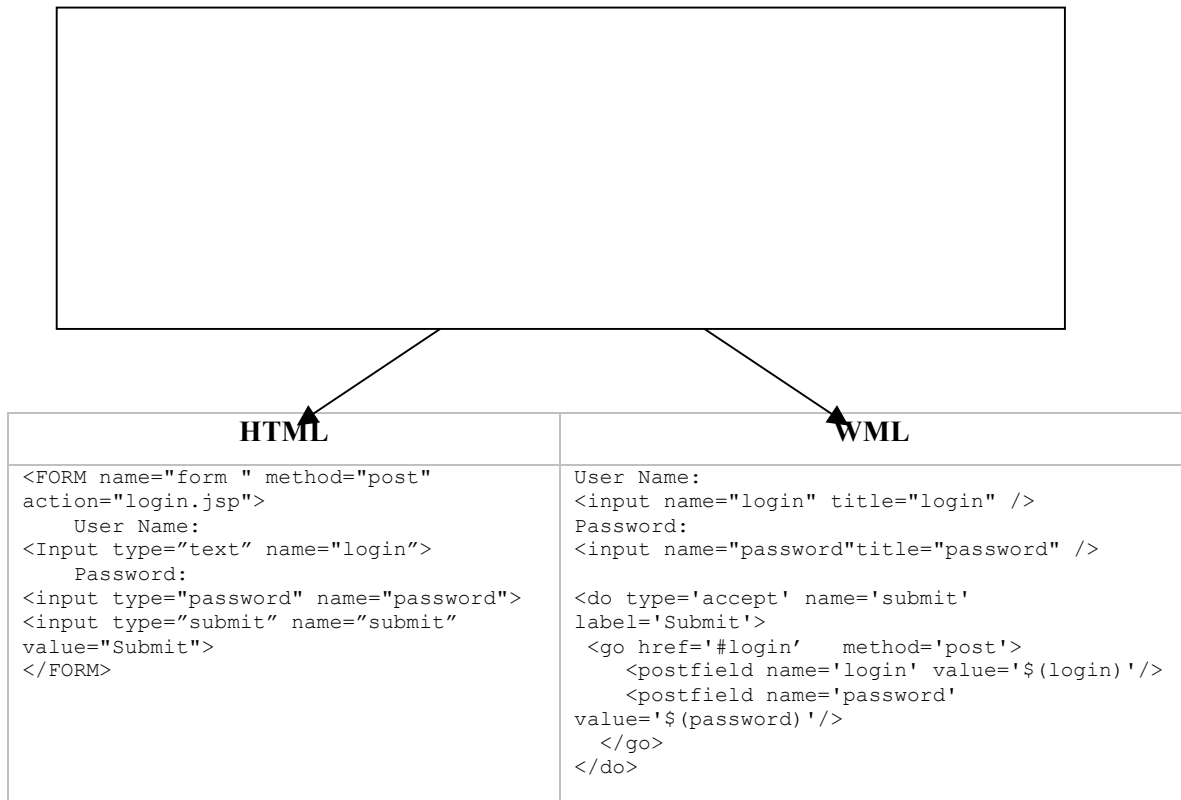 HTML
WML
<FORM name="form " method="post"
action="login.jsp">
    User Name:
<Input type=”text” name="login”>
    Password:
<input type="password" name="password">
<input type=”submit” name=”submit”
value="Submit">
</FORM>
User Name:
<input name="login" title="login" />
Password:
<input name="password"title="password" />
<do type='accept' name='submit'
label='Submit'>
 <go href='#login’   method='post'>
    <postfield name='login' value='$(login)'/>
    <postfield name='password'
value='$(password)'/>
  </go>
</do>